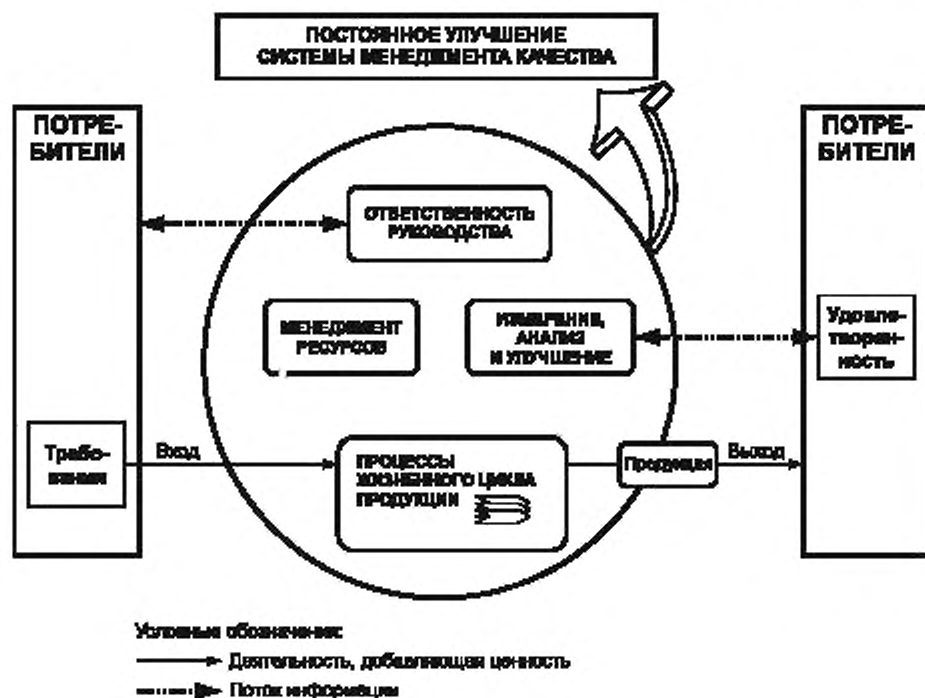 ПОСТОЯННОЕ УЛУЧШЕНИЕ
СИСТЕМЫ МЕНЕДЖМЕНТА КАЧЕСТВА
ПОТРЕ-
БИТЕЛИ
ПОТРЕ-
БИТЕЛИ
ОТВЕТСТВЕННОСТЬ
РУКОВОДСТВА
МЕНЕДЖМЕНТ
РЕСУРСОВ
ИЗМЕРЕНИЕ,
АНАЛИЗ
И УЛУЧШЕНИЕ
Удовле-
творен-
ность
Требо-
вания
Вход
ПРОЦЕССЫ
ЖИЗНЕННОГО ЦИКЛА
ПРОДУКЦИИ
Продукция
Выход
Условные обозначения:
Деятельность, добавляющая ценность
Поток информации